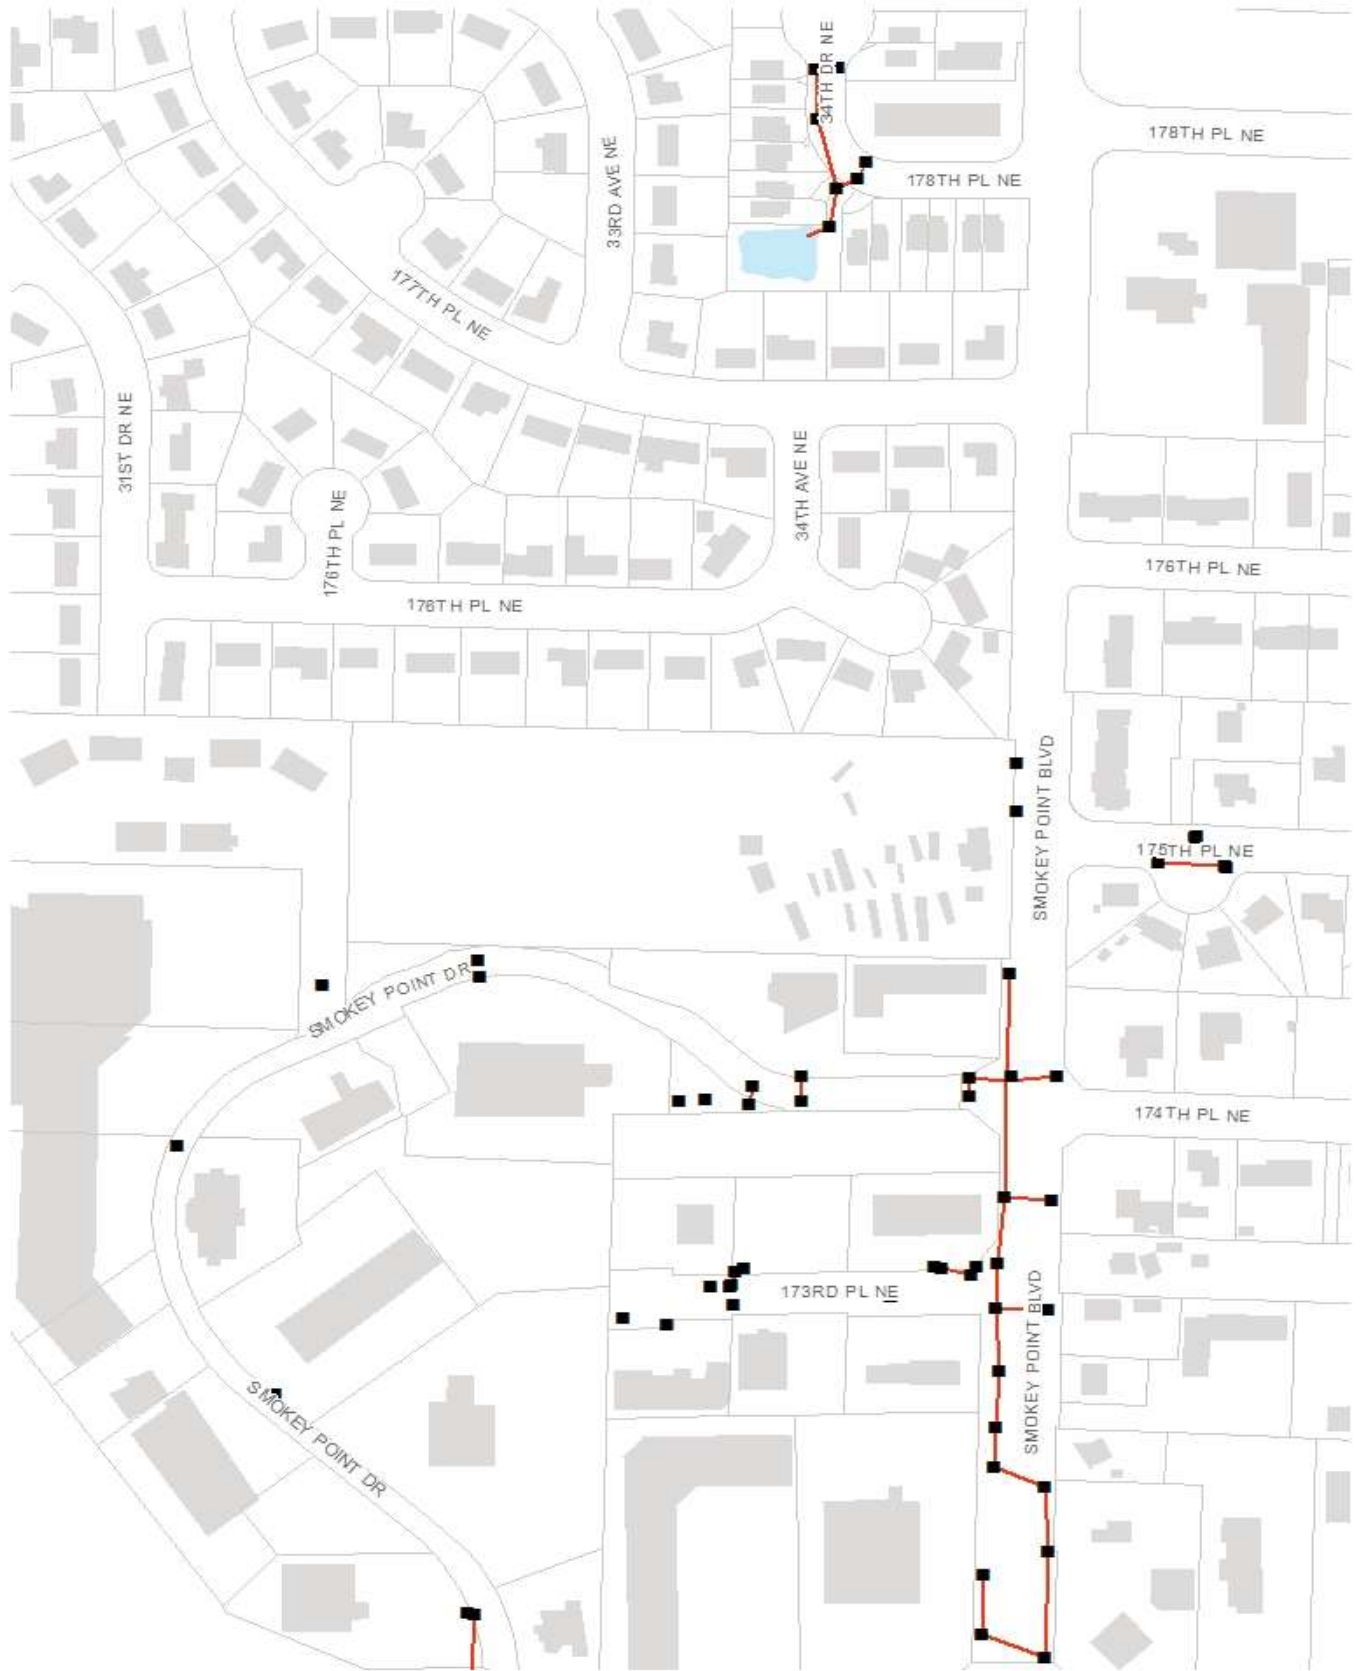 34TH DR NE
178TH PL NE
178TH PL NE
33RD AVE NE
177TH PL NE
31ST DR NE
34TH AVE NE
176TH PL NE
176TH PL NE
176TH PL NE
SMOKEY POINT BLVD
175TH PL NE
SMOKEY POINT DR
174TH PL NE
173RD PL NE
SMOKEY POINT BLVD
SMOKEY POINT DR